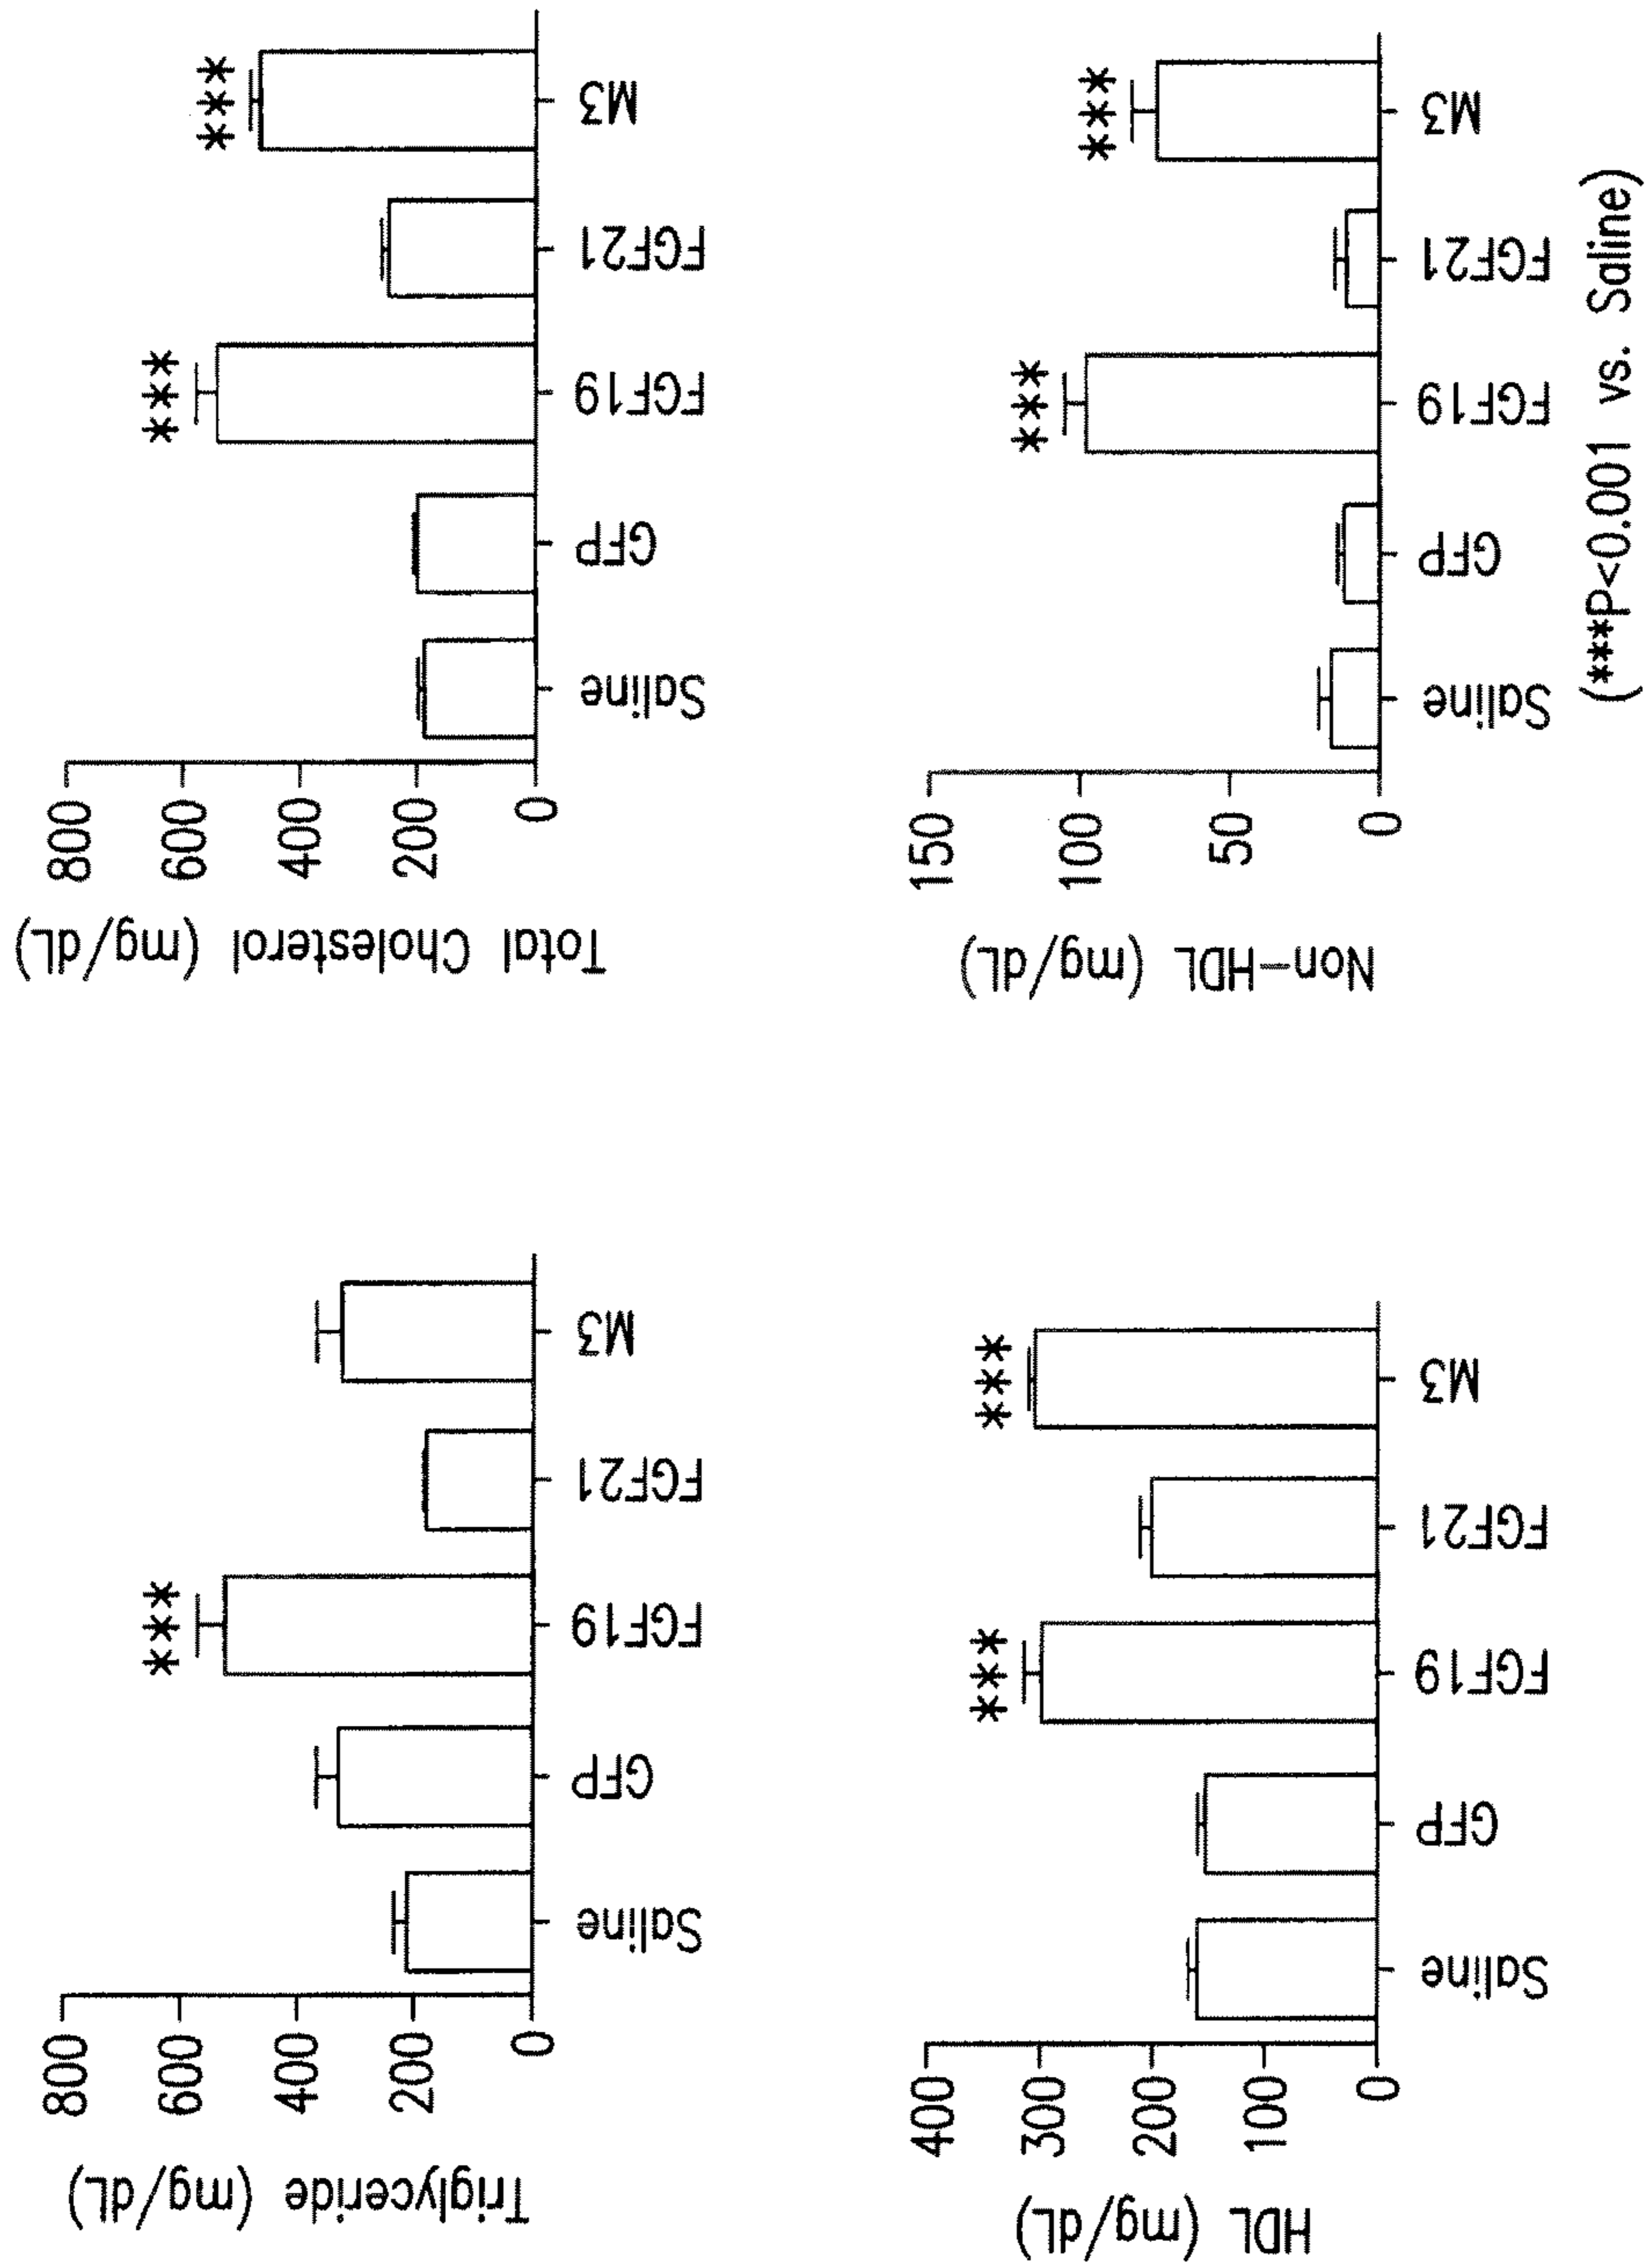 Triglyceride (mg/dL)
800
600
400
200
0
Saline
GFP
FGF19
FGF21
M3
***
Total Cholesterol (mg/dL)
800
600
400
200
0
Saline
GFP
FGF19
FGF21
M3
***
***
HDL (mg/dL)
400
300
200
100
0
Saline
GFP
FGF19
FGF21
M3
***
***
Non-HDL (mg/dL)
150
100
50
0
Saline
GFP
FGF19
FGF21
M3
***
***
(***P<0.001 vs. Saline)